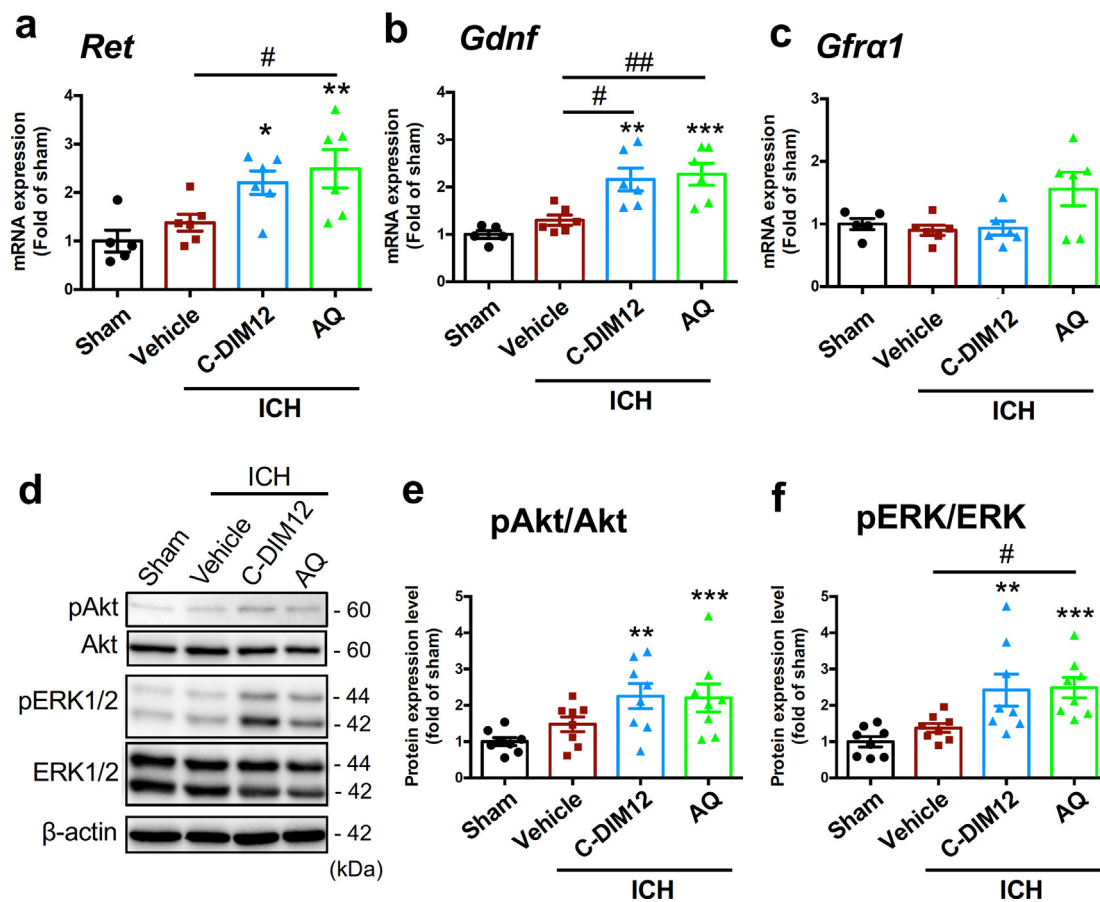 a Ret
mRNA expression
(Fold of sham)
4
3
2
1
0
#
*
**
Sham
Vehicle
C-DIM12
AQ
ICH
b Gdnf
mRNA expression
(Fold of sham)
4
3
2
1
0
##
#
**
***
Sham
Vehicle
C-DIM12
AQ
ICH
c Gfrα1
mRNA expression
(Fold of sham)
3
2
1
0
Sham
Vehicle
C-DIM12
AQ
ICH
d
ICH
Sham
Vehicle
C-DIM12
AQ
pAkt - 60
Akt - 60
pERK1/2 - 44
- 42
ERK1/2 - 44
- 42
β-actin - 42
(kDa)
e
pAkt/Akt
Protein expression level
(fold of sham)
5
4
3
2
1
0
**
***
Sham
Vehicle
C-DIM12
AQ
ICH
f
pERK/ERK
Protein expression level
(fold of sham)
5
4
3
2
1
0
#
**
***
Sham
Vehicle
C-DIM12
AQ
ICH